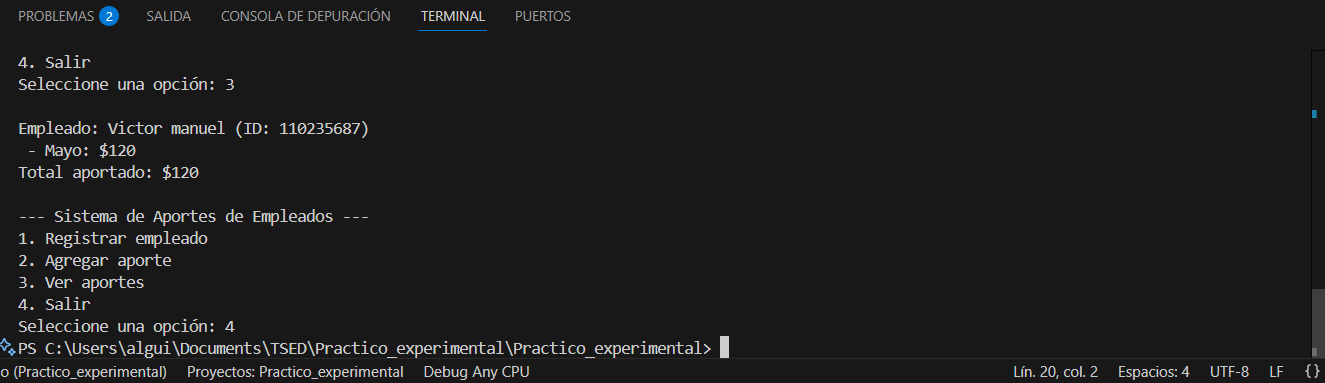 PROBLEMAS 2 SALIDA CONSOLA DE DEPURACIÓN TERMINAL PUERTOS
4. Salir
Seleccione una opción: 3
Empleado: Victor manuel (ID: 110235687)
- Mayo: $120
Total aportado: $120
--- Sistema de Aportes de Empleados ---
1. Registrar empleado
2. Agregar aporte
3. Ver aportes
4. Salir
Seleccione una opción: 4
PS C:\Users\algui\Documents\TSED\Practico_experimental\Practico_experimental>
o (Practico_experimental) Proyectos: Practico_experimental Debug Any CPU Lín. 20, col. 2 Espacios: 4 UTF-8 LF {}